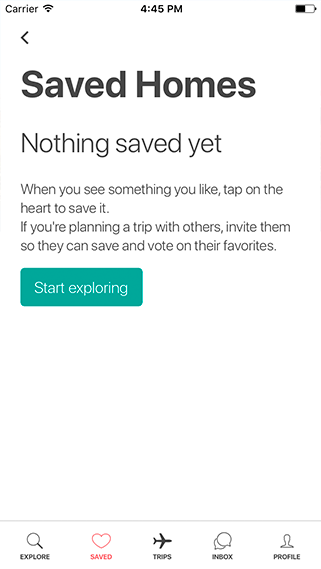 Carrier 4:45 PM
Saved Homes
Nothing saved yet
When you see something you like, tap on the
heart to save it.
If you're planning a trip with others, invite them
so they can save and vote on their favorites.
Start exploring
EXPLORE SAVED TRIPS INBOX PROFILE